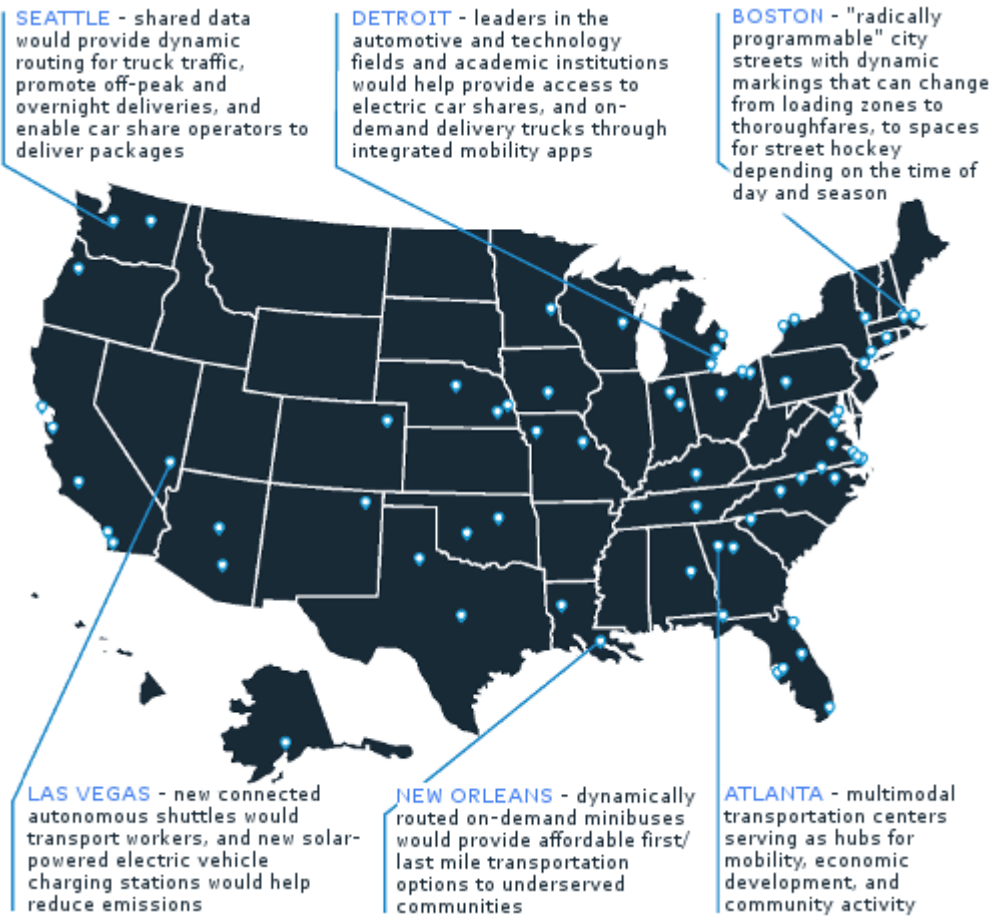 SEATTLE - shared data
would provide dynamic
routing for truck traffic,
promote off-peak and
overnight deliveries, and
enable car share operators to
deliver packages
DETROIT - leaders in the
automotive and technology
fields and academic institutions
would help provide access to
electric car shares, and on-
demand delivery trucks through
integrated mobility apps
BOSTON - "radically
programmable" city
streets with dynamic
markings that can change
from loading zones to
thoroughfares, to spaces
for street hockey
depending on the time of
day and season
LAS VEGAS - new connected
autonomous shuttles would
transport workers, and new solar-
powered electric vehicle
charging stations would help
reduce emissions
NEW ORLEANS - dynamically
routed on-demand minibuses
would provide affordable first/
last mile transportation
options to underserved
communities
ATLANTA - multimodal
transportation centers
serving as hubs for
mobility, economic
development, and
community activity